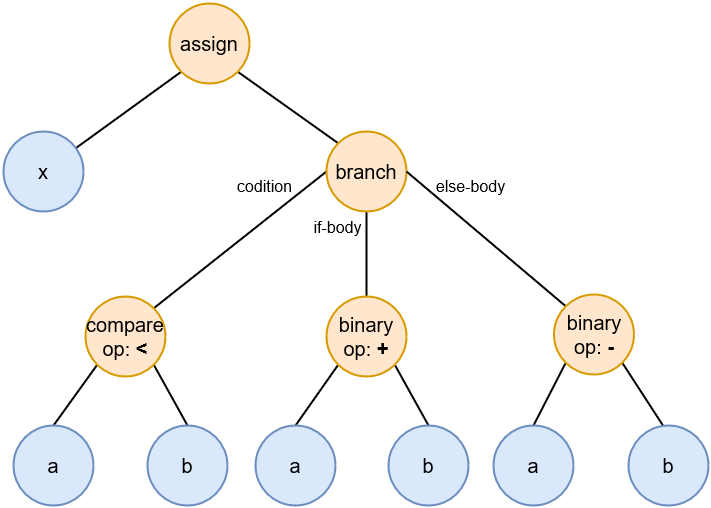 assign
x
branch
codition
else-body
if-body
compare
op: <
binary
op: +
binary
op: -
a
b
a
b
a
b